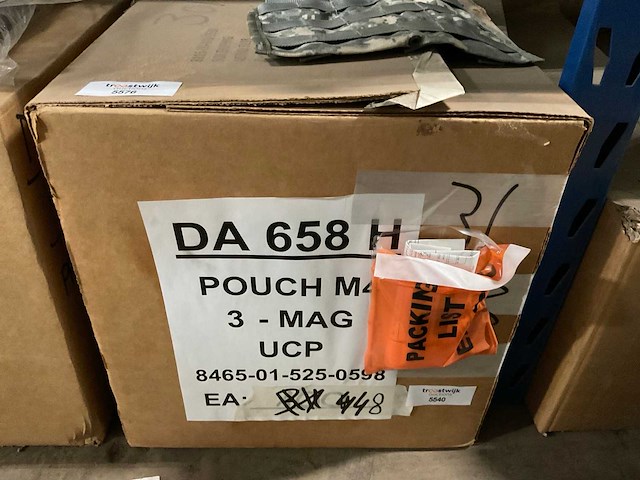 troostwijk
5576
DA 658 H
POUCH M4
3 - MAG
UCP
8465-01-525-0598
EA: 448
PACKING
LIST
troostwijk
5540